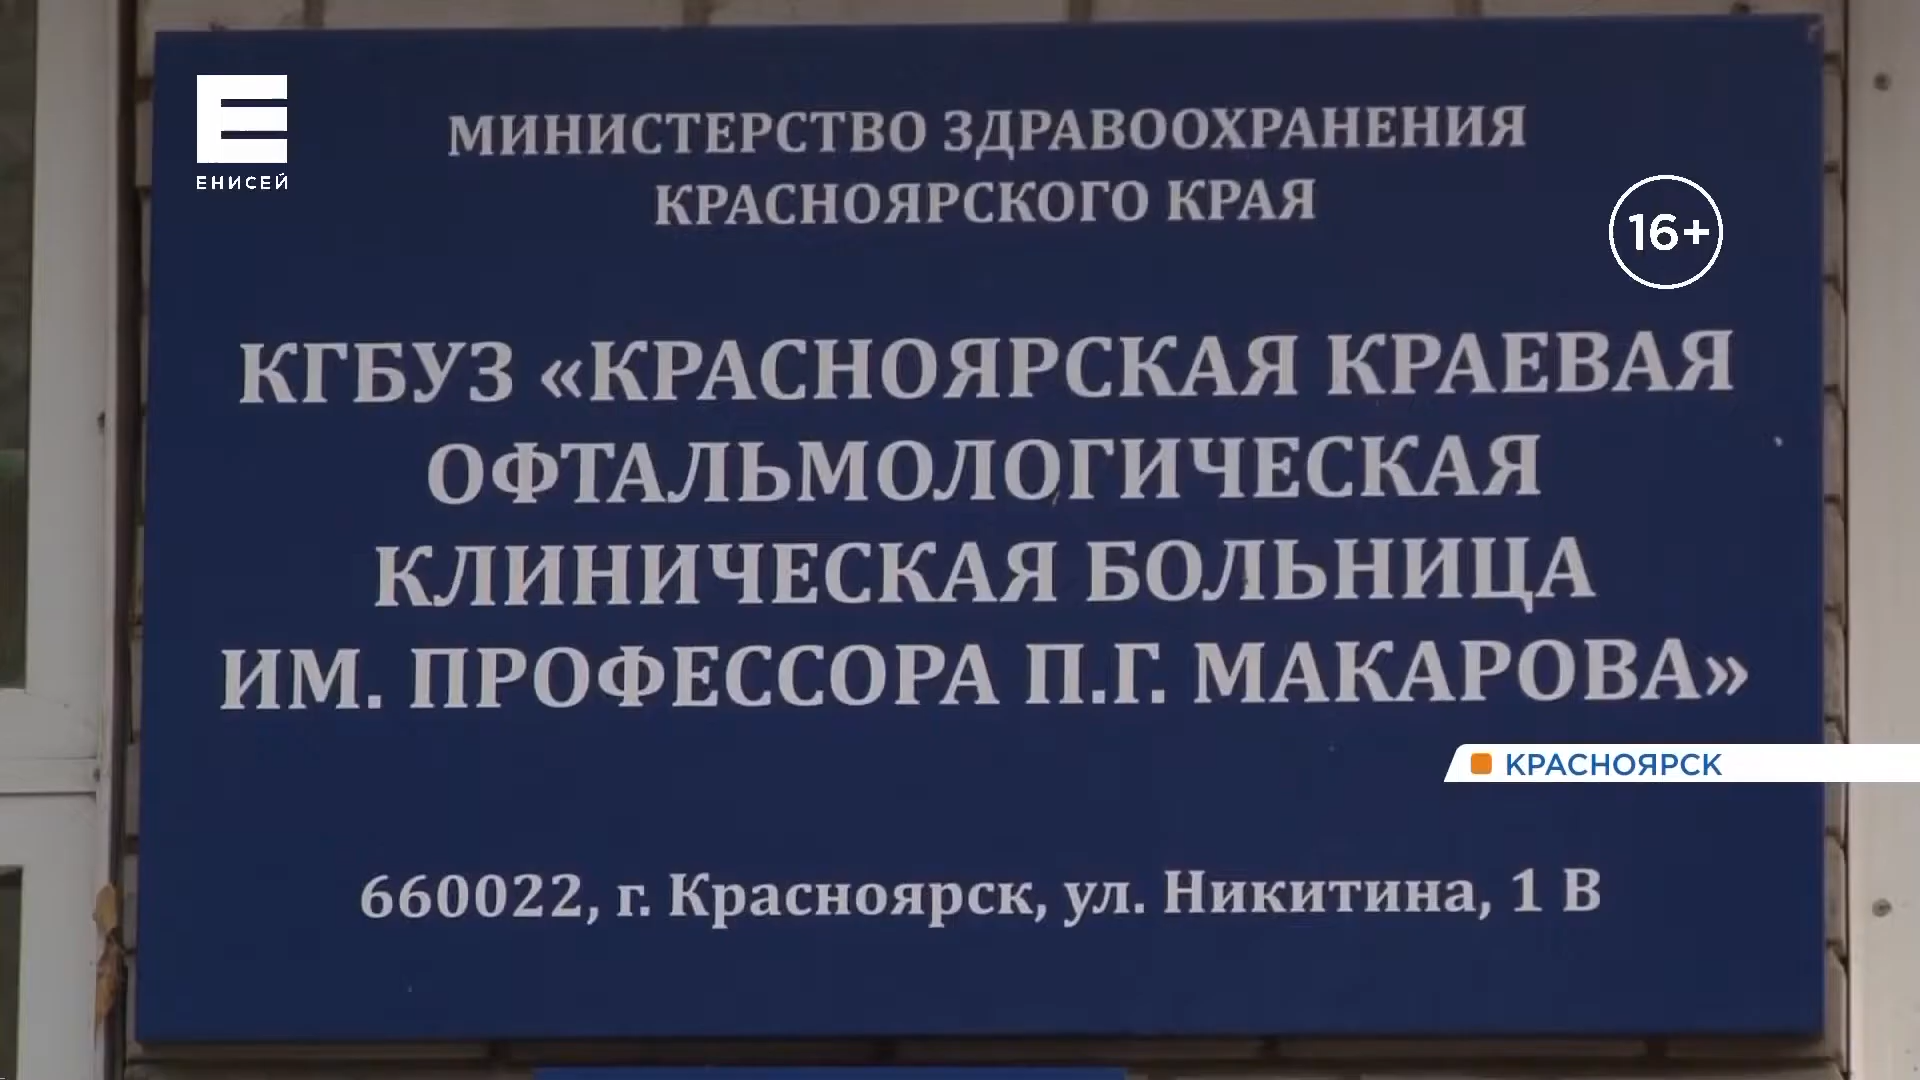 Е
ЕНИСЕЙ
МИНИСТЕРСТВО ЗДРАВООХРАНЕНИЯ
КРАСНОЯРСКОГО КРАЯ
16+
КГБУЗ «КРАСНОЯРСКАЯ КРАЕВАЯ
ОФТАЛЬМОЛОГИЧЕСКАЯ
КЛИНИЧЕСКАЯ БОЛЬНИЦА
ИМ. ПРОФЕССОРА П.Г. МАКАРОВА»
КРАСНОЯРСК
660022, г. Красноярск, ул. Никитина, 1 В